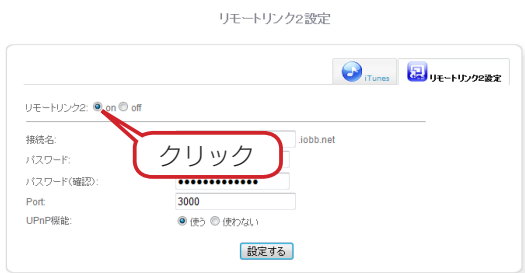 リモートリンク2設定
iTunes
リモートリンク2設定
リモートリンク2: on off
接続名: .iobb.net
パスワード:
クリック
パスワード(確認): •••••••••••••
Port: 3000
UPnP機能: 使う 使わない
設定する